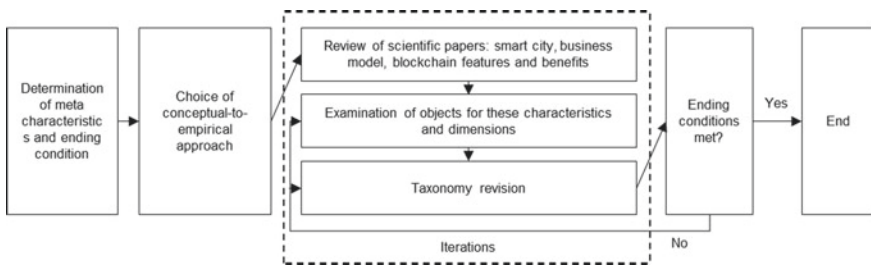 Determination
of meta
characteristic
s and ending
condition
Choice of
conceptual-to-
empirical
approach
Review of scientific papers: smart city, business
model, blockchain features and benefits
Examination of objects for these characteristics
and dimensions
Taxonomy revision
Iterations
Ending
conditions
met?
Yes
No
End